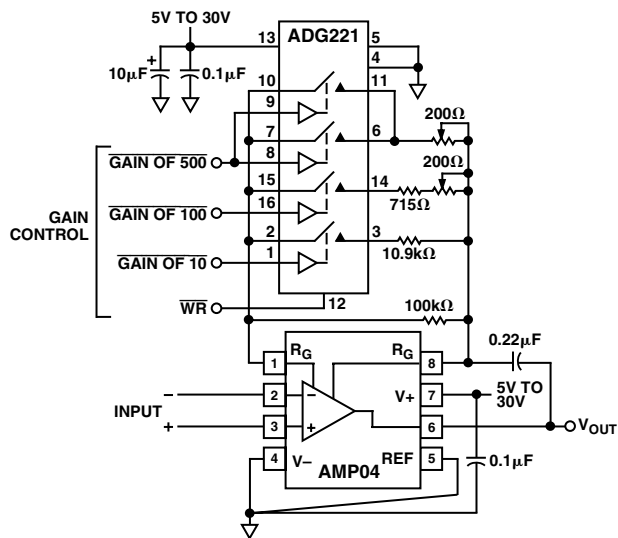 5V TO 30V
13
ADG221
5
4
+
10µF
0.1µF
10
11
9
7
6
200Ω
GAIN OF 500
8
200Ω
15
14
715Ω
GAIN CONTROL
GAIN OF 100
16
2
3
10.9kΩ
GAIN OF 10
1
WR
12
100kΩ
0.22µF
1
RG
RG
8
5V TO 30V
–
2
–
V+
7
INPUT
+
3
+
6
VOUT
4
V–
REF
5
0.1µF
AMP04